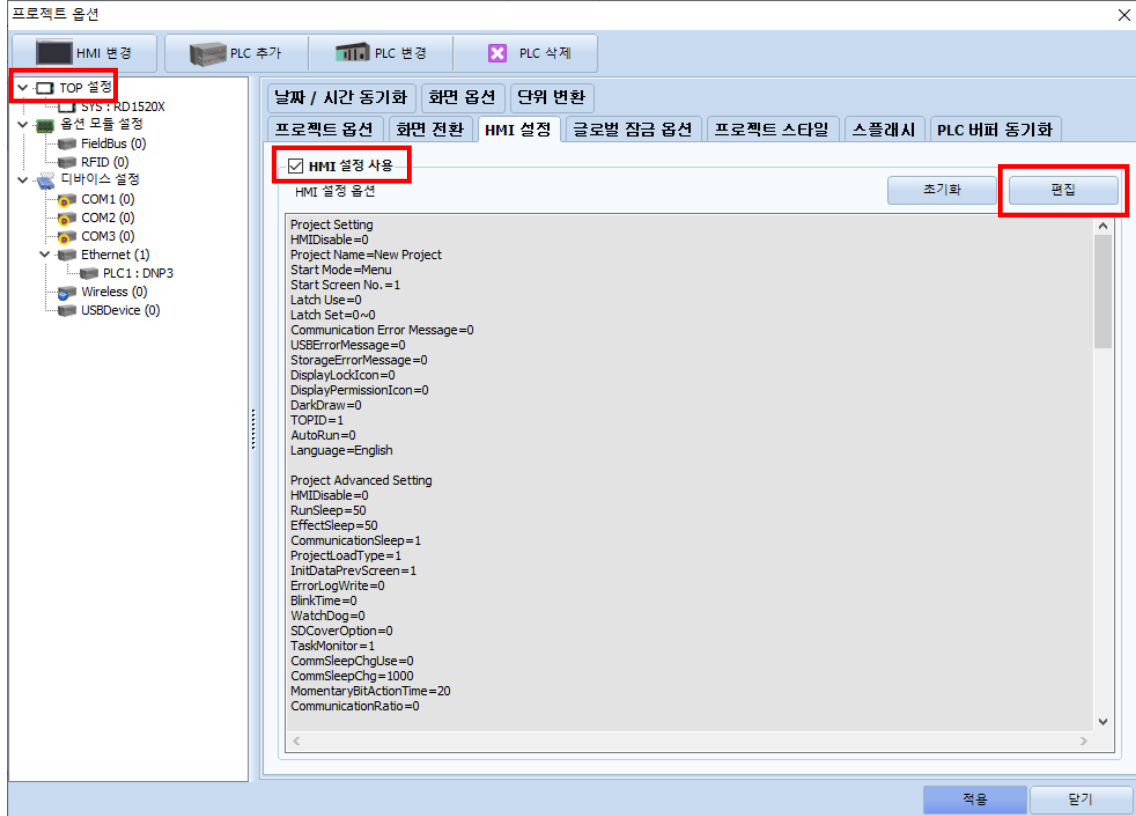 프로젝트 옵션
HMI 변경
PLC 추가
PLC 변경
PLC 삭제
TOP 설정
SYS : RD1520X
옵션 모듈 설정
FieldBus (0)
RFID (0)
디바이스 설정
COM1 (0)
COM2 (0)
COM3 (0)
Ethernet (1)
PLC1 : DNP3
Wireless (0)
USBDevice (0)
날짜 / 시간 동기화 화면 옵션 단위 변환
프로젝트 옵션 화면 전환 HMI 설정 글로벌 잠금 옵션 프로젝트 스타일 스플래시 PLC 버퍼 동기화
HMI 설정 사용
HMI 설정 옵션 초기화 편집
Project Setting
HMIDisable=0
Project Name=New Project
Start Mode=Menu
Start Screen No.=1
Latch Use=0
Latch Set=0~0
Communication Error Message=0
USBErrorMessage=0
StorageErrorMessage=0
DisplayLockIcon=0
DisplayPermissionIcon=0
DarkDraw=0
TOPID=1
AutoRun=0
Language=English
Project Advanced Setting
HMIDisable=0
RunSleep=50
EffectSleep=50
CommunicationSleep=1
ProjectLoadType=1
InitDataPrevScreen=1
ErrorLogWrite=0
BlinkTime=0
WatchDog=0
SDCoverOption=0
TaskMonitor=1
CommSleepChgUse=0
CommSleepChg=1000
MomentaryBitActionTime=20
CommunicationRatio=0
적용 닫기